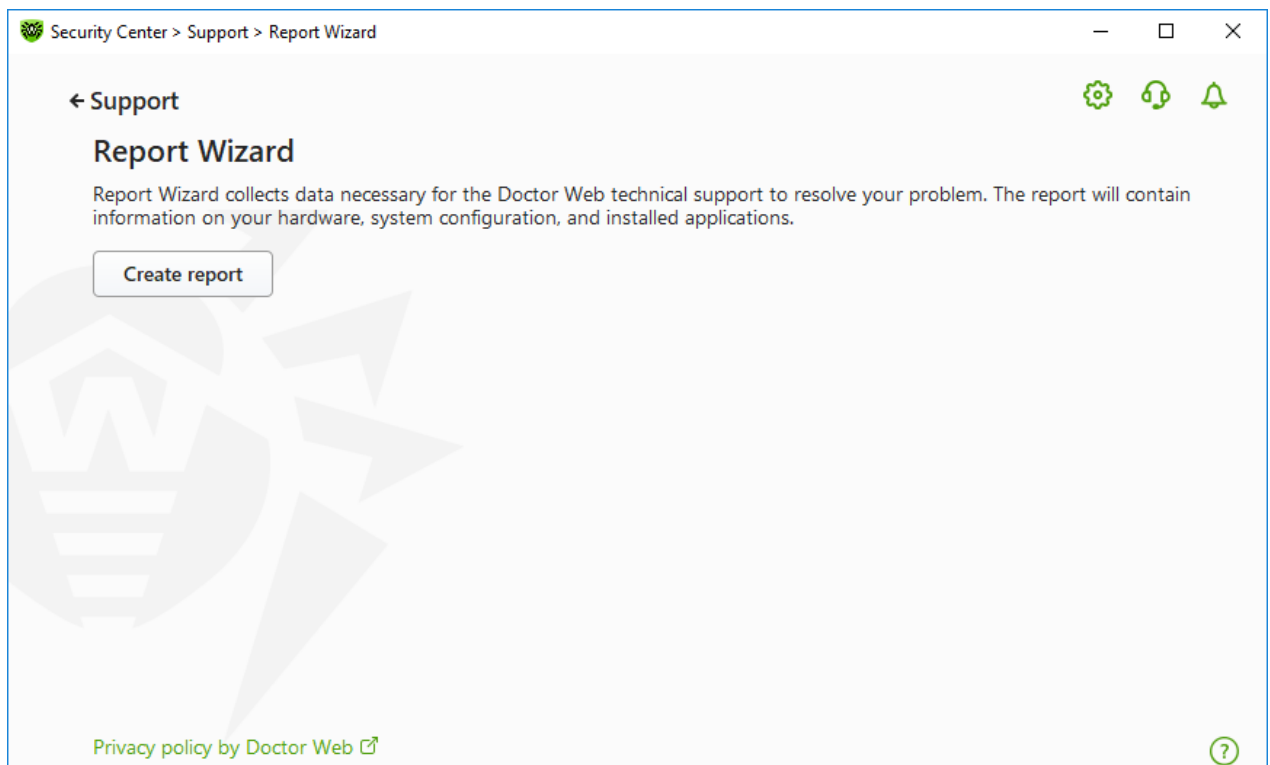 Security Center > Support > Report Wizard
Support
Report Wizard
Report Wizard collects data necessary for the Doctor Web technical support to resolve your problem. The report will contain
information on your hardware, system configuration, and installed applications.
Create report
W
Privacy policy by Doctor Web
?